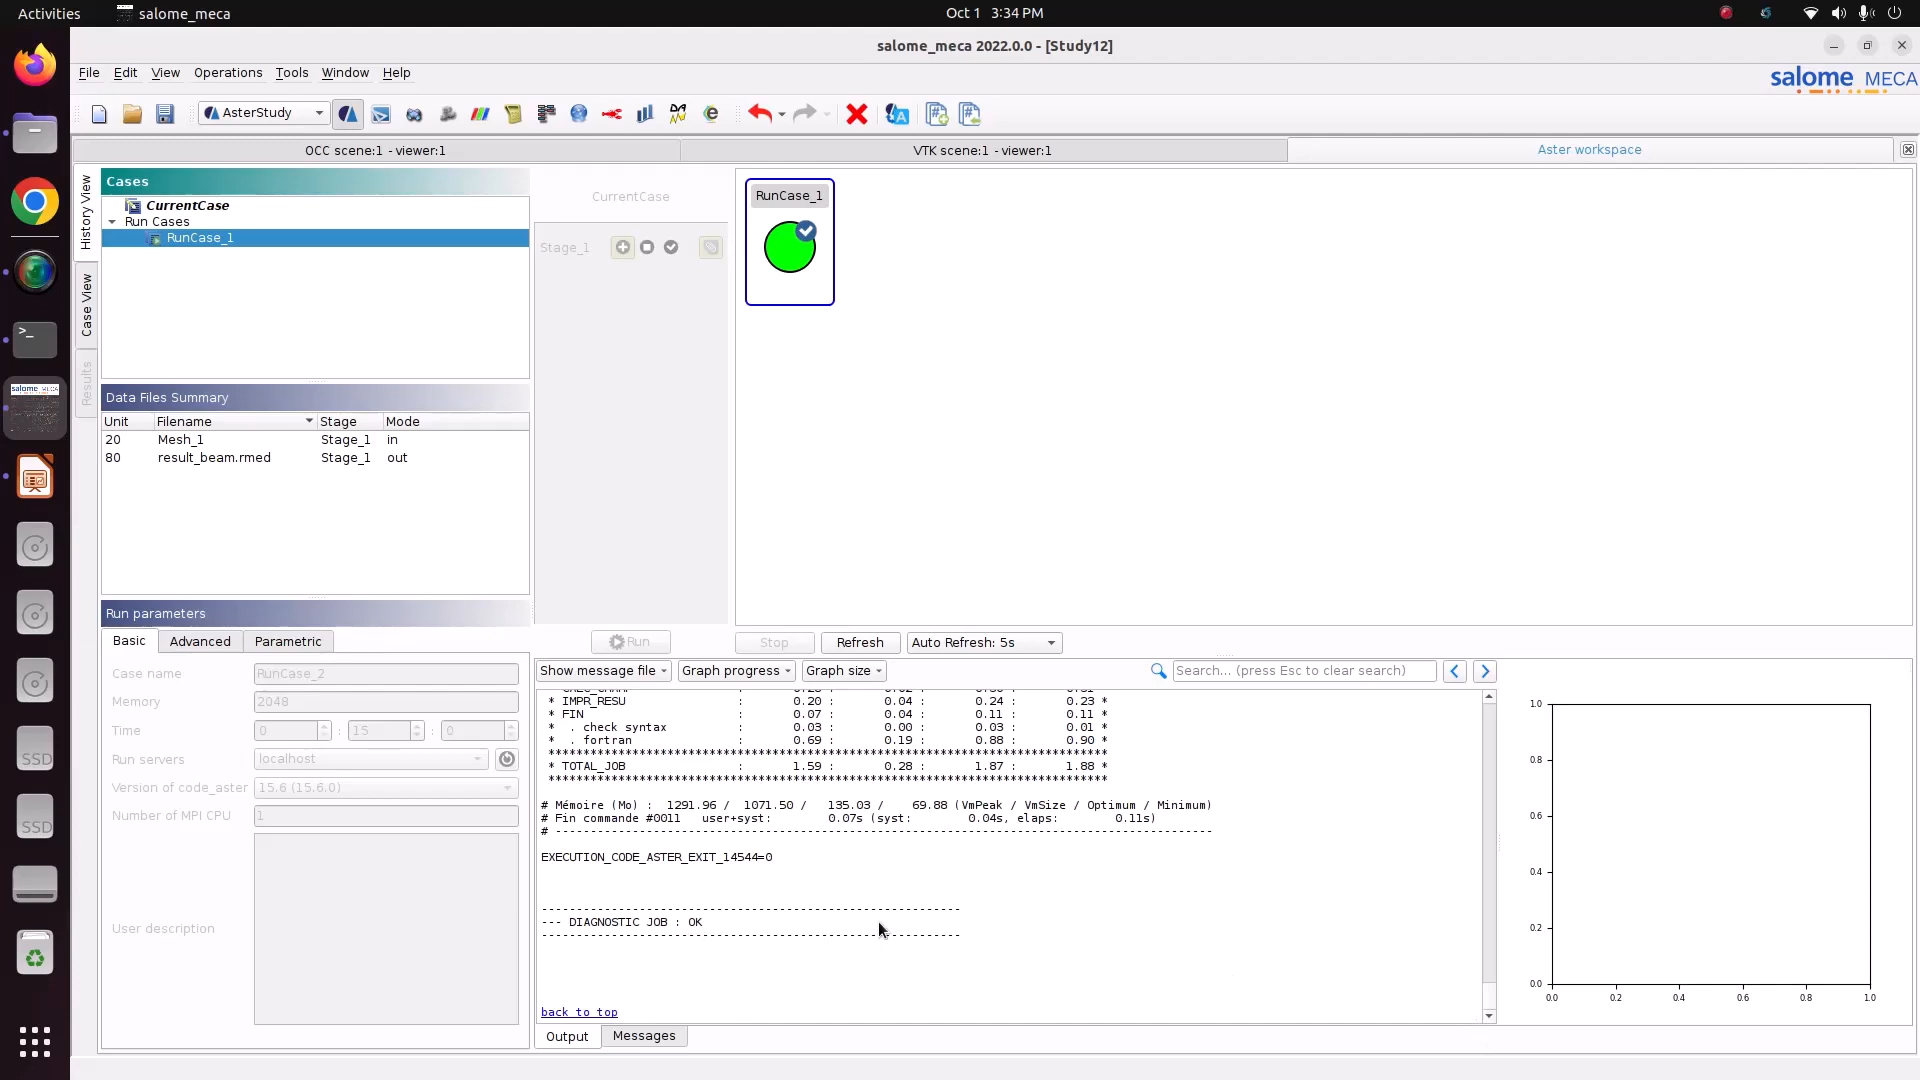 Activities
salome_meca
Oct 1 3:34 PM
salome_meca 2022.0.0 - [Study12]
File Edit View Operations Tools Window Help
salome MECA
AsterStudy
OCC scene:1 - viewer:1
VTK scene:1 - viewer:1
Aster workspace
History View
Case View
Results
Cases
CurrentCase
Run Cases
RunCase_1
CurrentCase
Stage_1
RunCase_1
Data Files Summary
Unit Filename Stage Mode
20 Mesh_1 Stage_1 in
80 result_beam.rmed Stage_1 out
Run parameters
Basic Advanced Parametric
Case name RunCase_2
Memory 2048
Time 0 : 15 : 0
Run servers localhost
Version of code_aster 15.6 (15.6.0)
Number of MPI CPU 1
User description
Run
Stop
Refresh
Auto Refresh: 5s
Show message file
Graph progress
Graph size
Search... (press Esc to clear search)
* IMPR_RESU : 0.20 : 0.04 : 0.24 : 0.23 *
* FIN : 0.07 : 0.04 : 0.11 : 0.11 *
* . check syntax : 0.03 : 0.00 : 0.03 : 0.01 *
* . fortran : 0.69 : 0.19 : 0.88 : 0.90 *
********************************************************************************
* TOTAL_JOB : 1.59 : 0.28 : 1.87 : 1.88 *
********************************************************************************
# Mémoire (Mo) : 1291.96 / 1071.50 / 135.03 / 69.88 (VmPeak / VmSize / Optimum / Minimum)
# Fin commande #0011 user+syst: 0.07s (syst: 0.04s, elaps: 0.11s)
# ----------------------------------------------------------------------------------------------
EXECUTION_CODE_ASTER_EXIT_14544=0
------------------------------------------------------------
--- DIAGNOSTIC JOB : OK
------------------------------------------------------------
back to top
Output Messages
1.0
0.8
0.6
0.4
0.2
0.0
0.0 0.2 0.4 0.6 0.8 1.0
salome MECA
>_
SSD
SSD